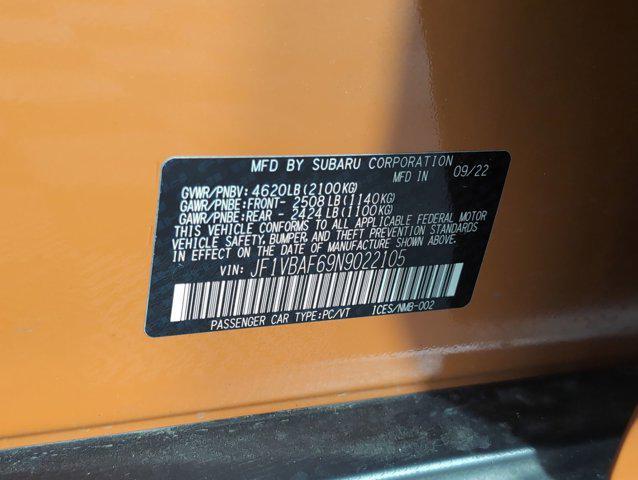 MFD BY SUBARU CORPORATION
MFD IN 09/22
GVWR/PNBV: 4620LB(2100KG)
GAWR/PNBE:FRONT- 2508LB(1140KG)
GAWR/PNBE:REAR - 2424LB(1100KG)
THIS VEHICLE CONFORMS TO ALL APPLICABLE FEDERAL MOTOR
VEHICLE SAFETY, BUMPER, AND THEFT PREVENTION STANDARDS
IN EFFECT ON THE DATE OF MANUFACTURE SHOWN ABOVE.
VIN: JF1VBAF69N9022105
PASSENGER CAR TYPE:PC/VT ICES/NMB-002